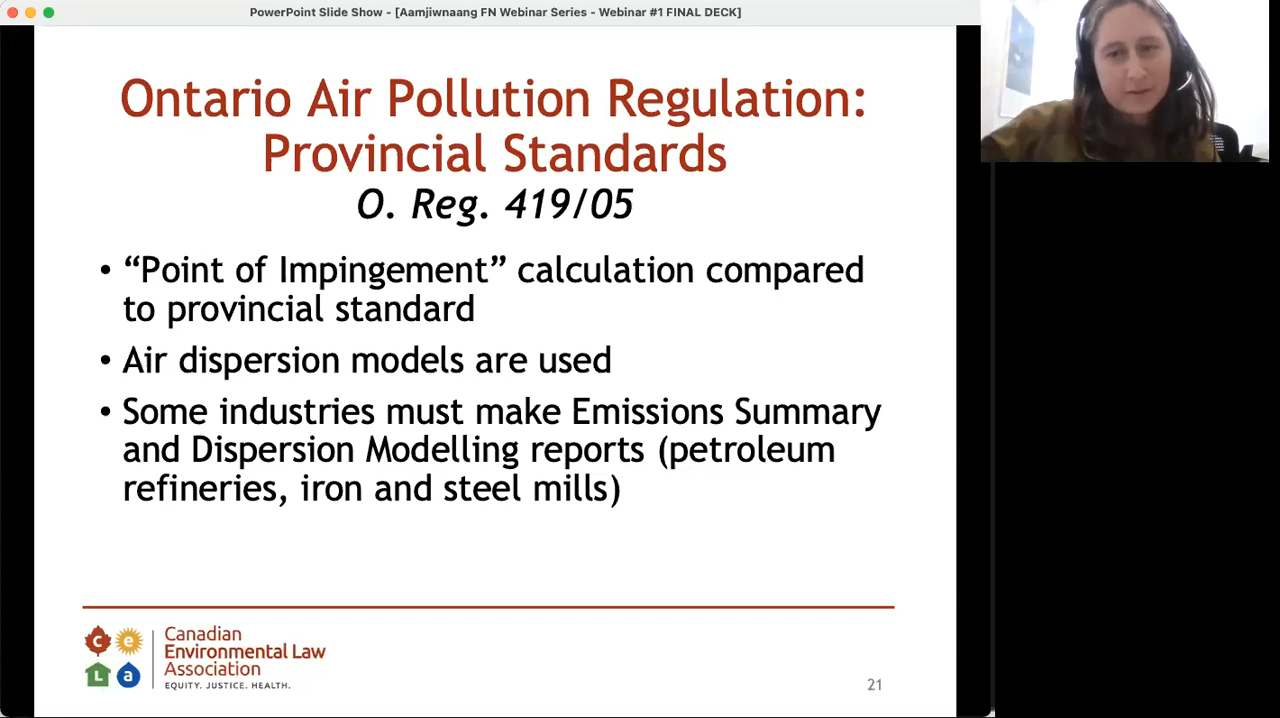 PowerPoint Slide Show - [Aamjiwnaang FN Webinar Series - Webinar #1 FINAL DECK]
Ontario Air Pollution Regulation:
Provincial Standards
O. Reg. 419/05
• “Point of Impingement” calculation compared
to provincial standard
• Air dispersion models are used
• Some industries must make Emissions Summary
and Dispersion Modelling reports (petroleum
refineries, iron and steel mills)
c e
L a
Canadian
Environmental Law
Association
EQUITY. JUSTICE. HEALTH.
21